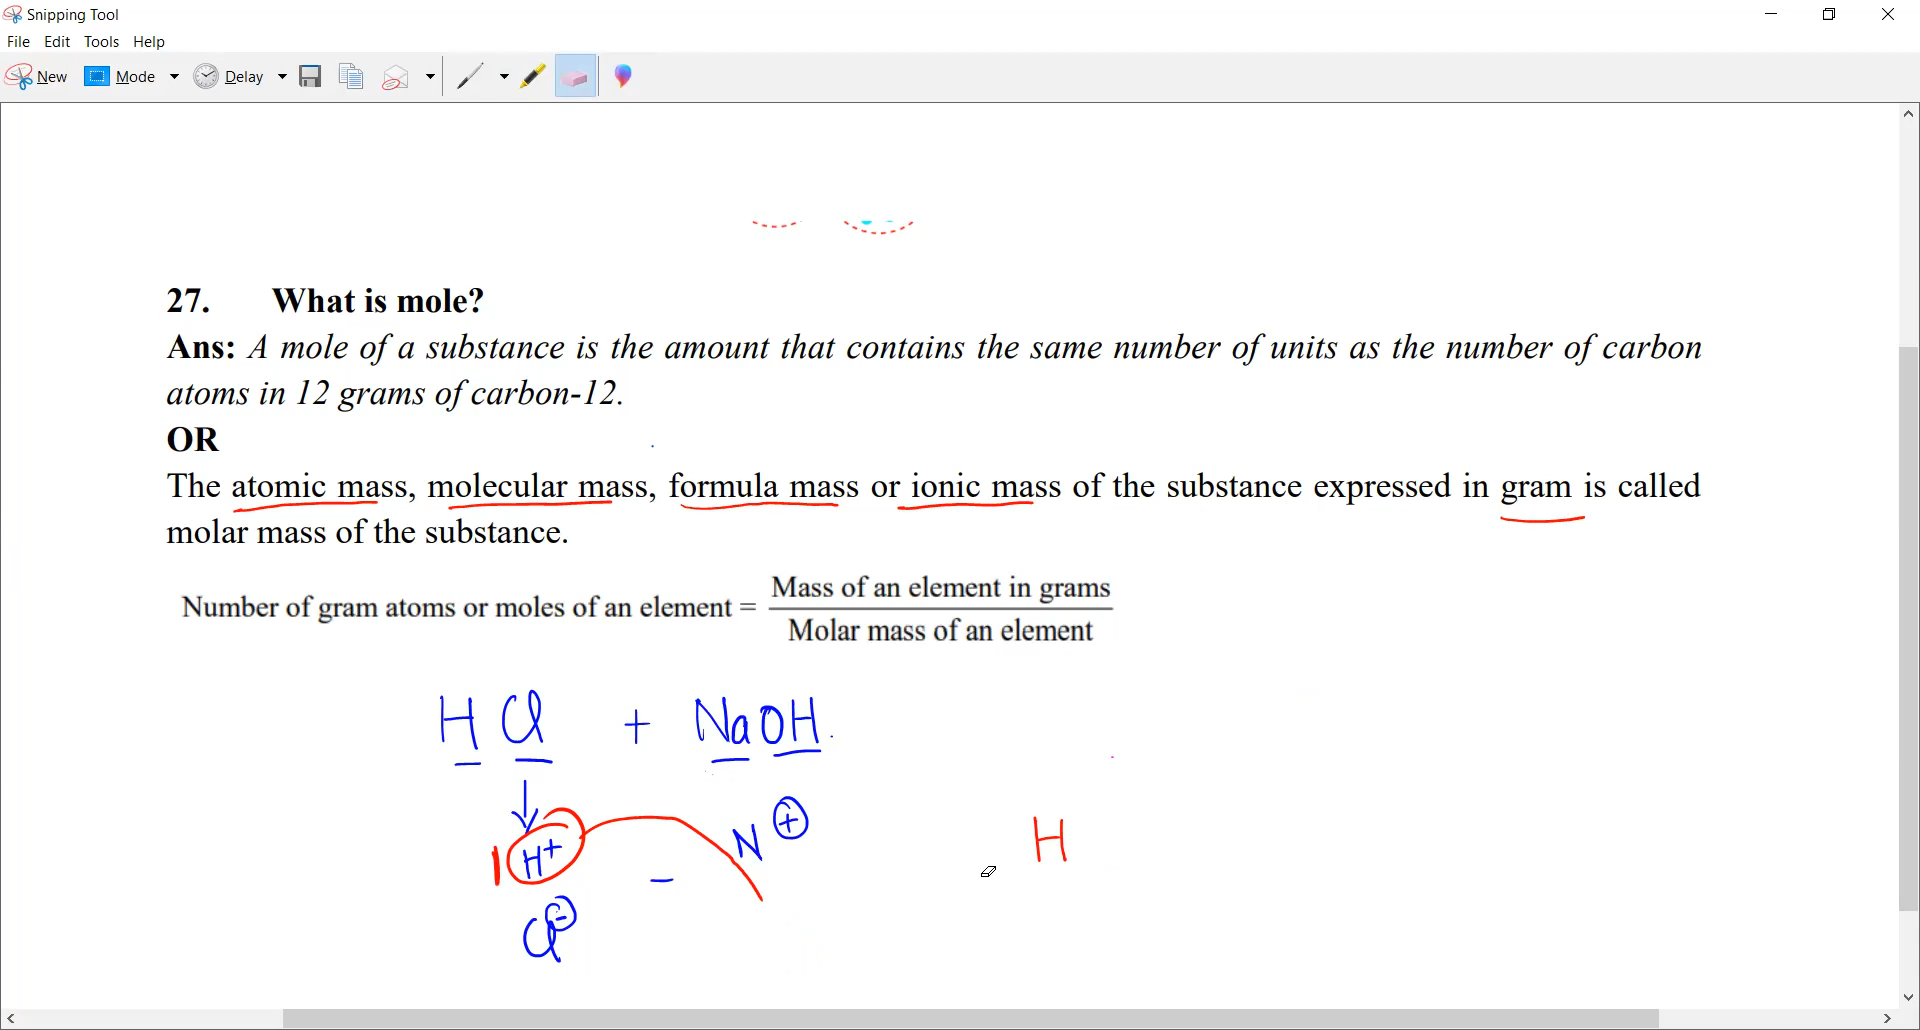 Snipping Tool
File Edit Tools Help
New Mode Delay
27. What is mole?
Ans: A mole of a substance is the amount that contains the same number of units as the number of carbon
atoms in 12 grams of carbon-12.
OR
The atomic mass, molecular mass, formula mass or ionic mass of the substance expressed in gram is called
molar mass of the substance.
Number of gram atoms or moles of an element = Mass of an element in grams
Molar mass of an element
HCl + NaOH
H+ N+ H
Cl-